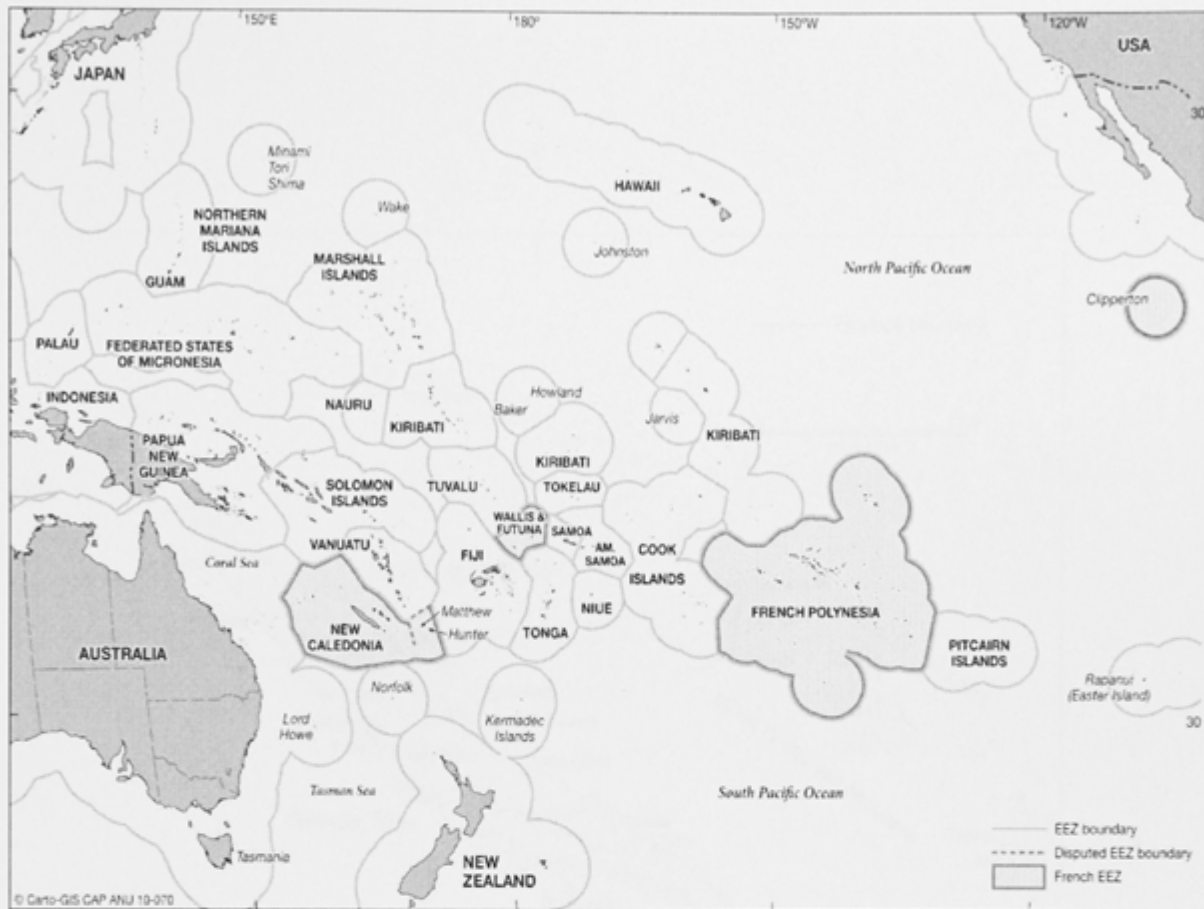 150°E
180°
150°W
120°W
USA
JAPAN
30
Minami
Tori
Shima
HAWAII
Wake
NORTHERN
MARIANA
ISLANDS
Johnston
MARSHALL
ISLANDS
North Pacific Ocean
GUAM
Clipperton
PALAU
FEDERATED STATES
OF MICRONESIA
INDONESIA
NAURU
Howland
Baker
KIRIBATI
Jarvis
KIRIBATI
PAPUA
NEW
GUINEA
KIRIBATI
SOLOMON
ISLANDS
TUVALU
TOKELAU
WALLIS &
FUTUNA
SAMOA
VANUATU
FIJI
AM.
SAMOA
COOK
ISLANDS
Coral Sea
NIUE
FRENCH POLYNESIA
Matthew
Hunter
NEW
CALEDONIA
TONGA
PITCAIRN
ISLANDS
AUSTRALIA
Norfolk
Rapanui
(Easter Island)
Lord
Howe
Kermadec
Islands
30
Tasman Sea
South Pacific Ocean
EEZ boundary
Disputed EEZ boundary
French EEZ
Tasmania
NEW
ZEALAND
© Carto-GIS CAP ANU 19-070